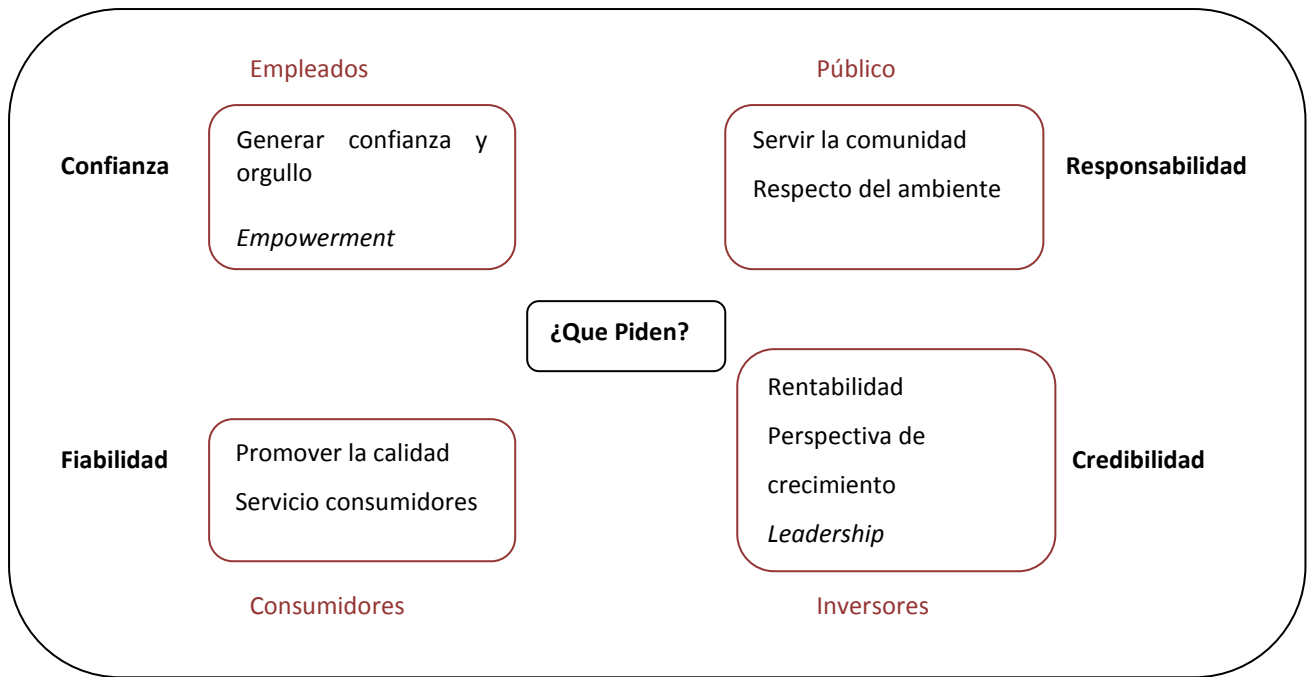 Empleados
Público
Confianza
Generar confianza y
orgullo
Empowerment
Servir la comunidad
Respecto del ambiente
Responsabilidad
¿Que Piden?
Fiabilidad
Promover la calidad
Servicio consumidores
Rentabilidad
Perspectiva de
crecimiento
Leadership
Credibilidad
Consumidores
Inversores